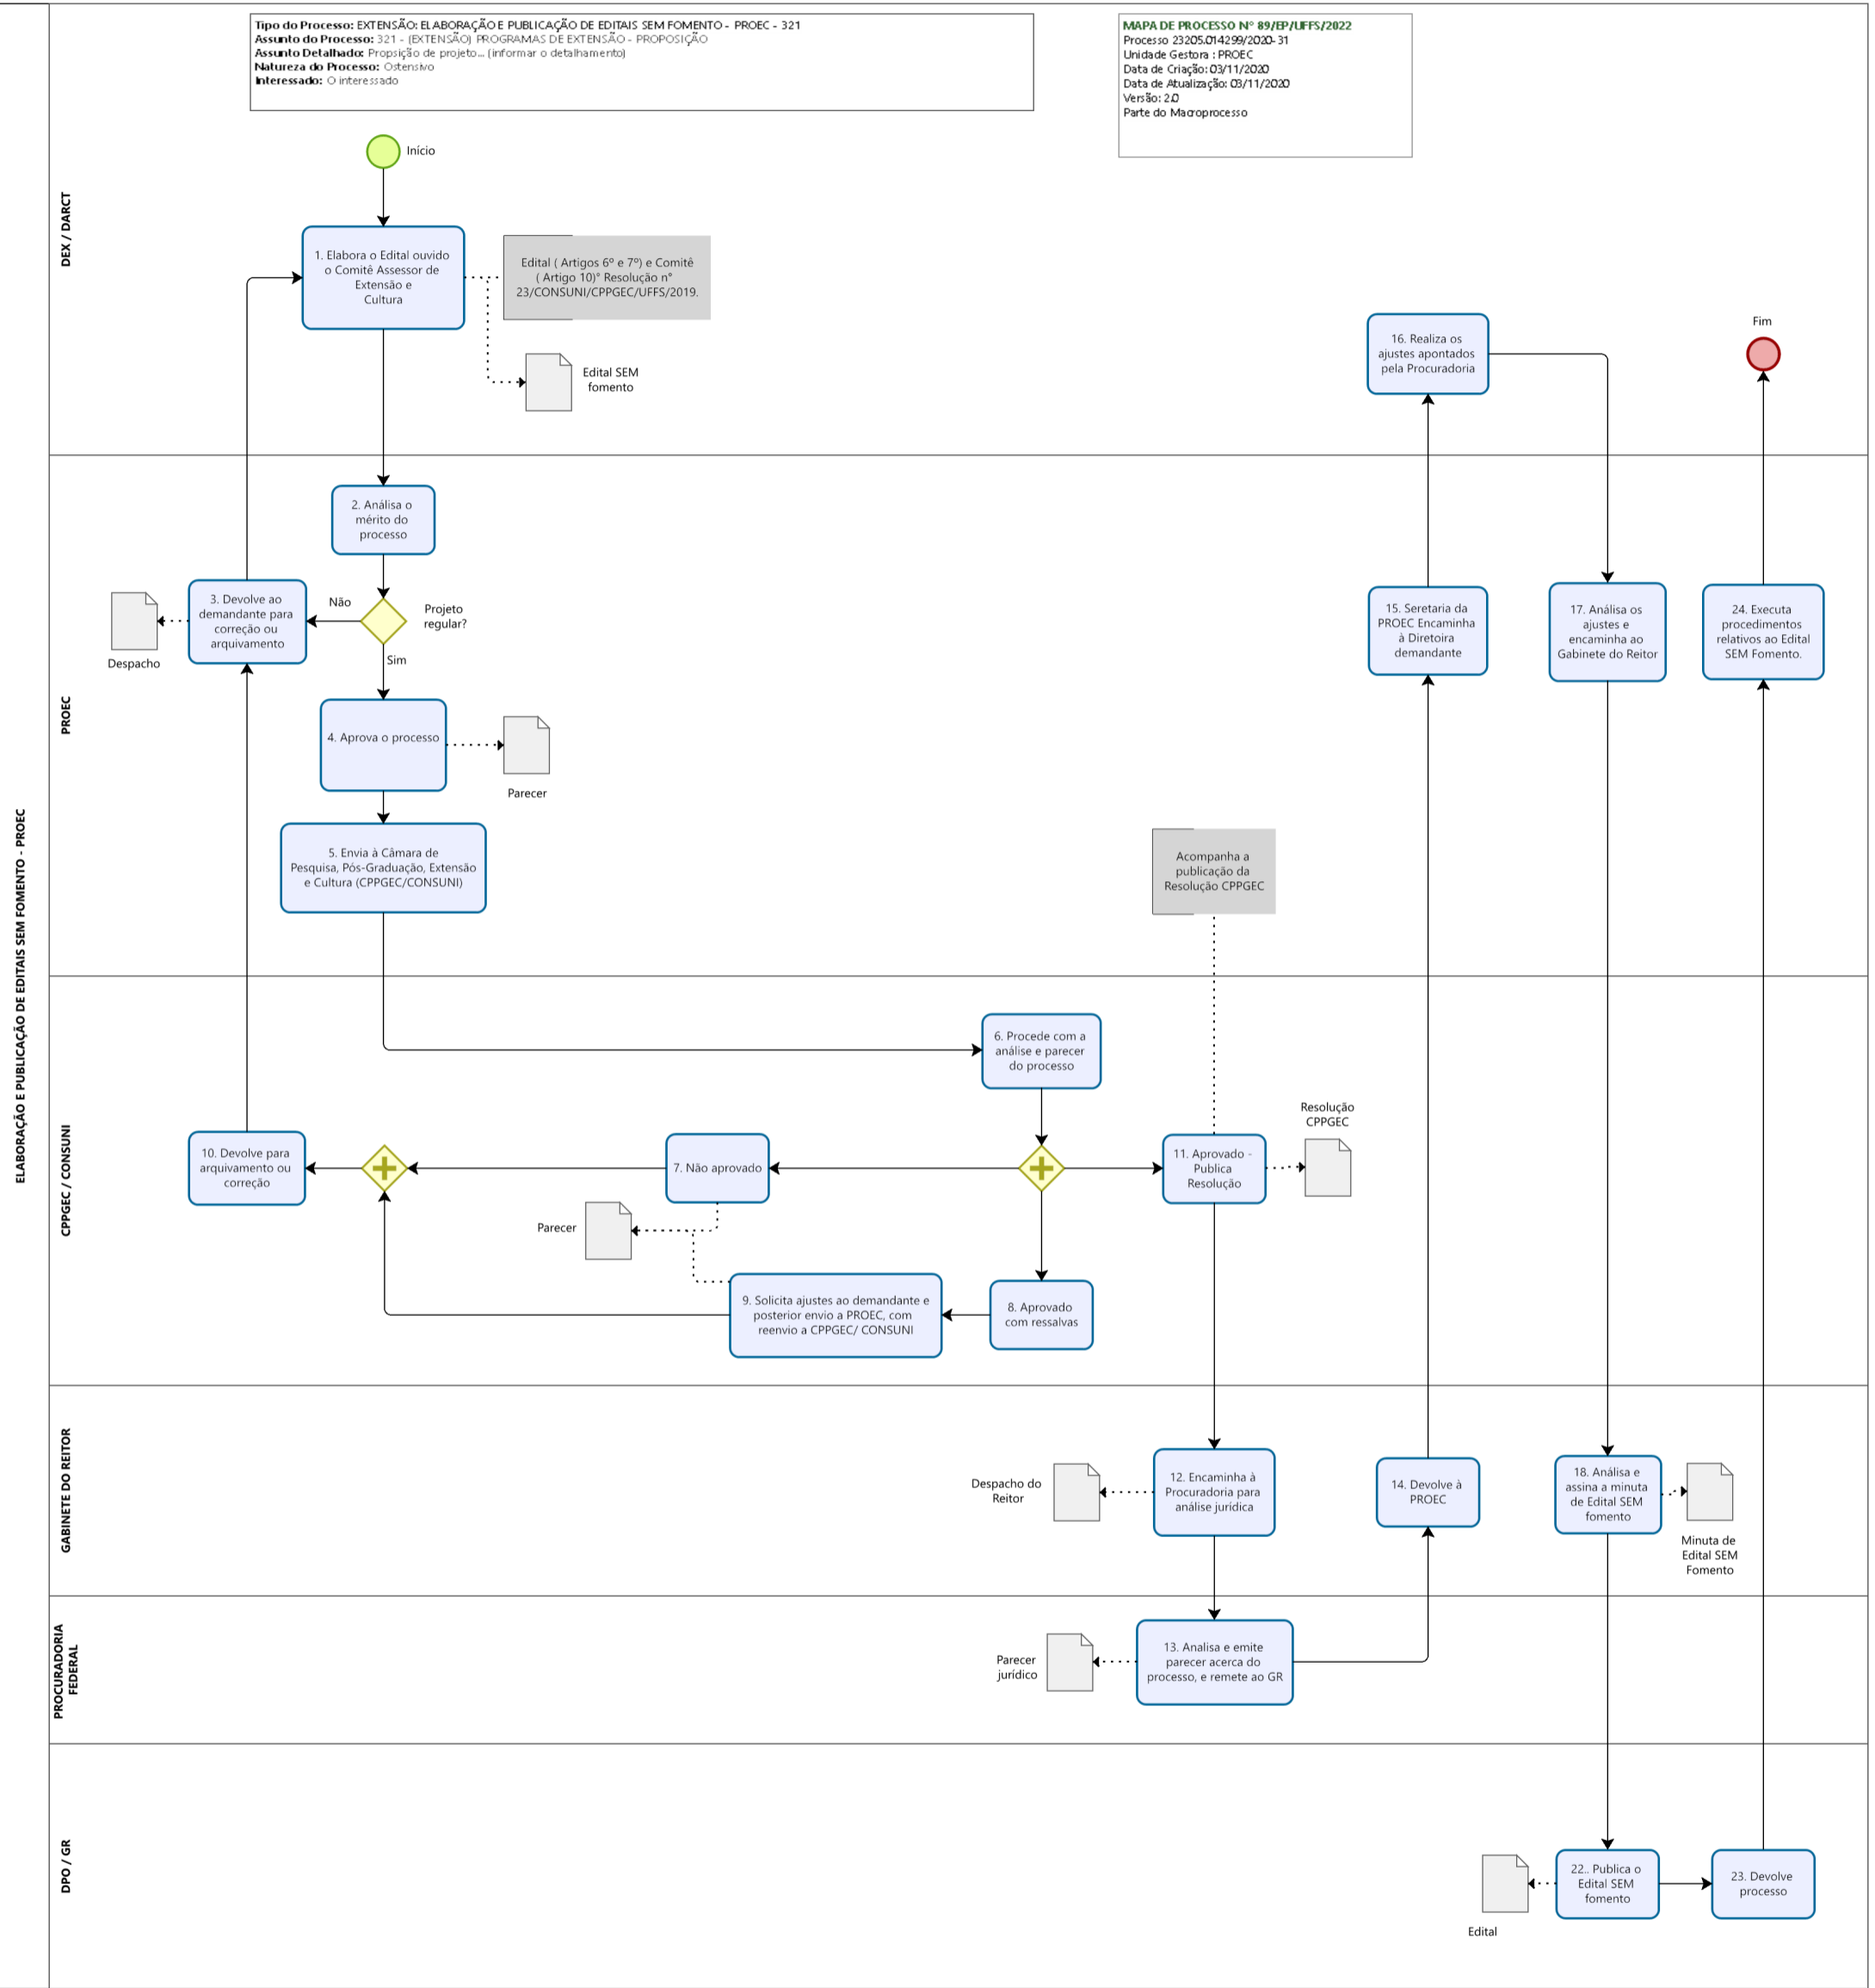 Tipo do Processo: EXTENSÃO: ELABORAÇÃO E PUBLICAÇÃO DE EDITAIS SEM FOMENTO - PROEC - 321
Assunto do Processo: 321 - (EXTENSÃO) PROGRAMAS DE EXTENSÃO - PROPOSIÇÃO
Assunto Detalhado: Propsição de projeto... (informar o detalhamento)
Natureza do Processo: Ostensivo
Interessado: O interessado
MAPA DE PROCESSO N° 89/EP/UFFS/2022
Processo 23205.014299/2020-31
Unidade Gestora : PROEC
Data de Criação: 03/11/2020
Data de Atualização: 03/11/2020
Versão: 2.0
Parte do Macroprocesso
ELABORAÇÃO E PUBLICAÇÃO DE EDITAIS SEM FOMENTO - PROEC
DEX / DARCT
Início
1. Elabora o Edital ouvido
o Comitê Assessor de
Extensão e
Cultura
Edital ( Artigos 6º e 7º) e Comitê
( Artigo 10)° Resolução n°
23/CONSUNI/CPPGEC/UFFS/2019.
Edital SEM
fomento
16. Realiza os
ajustes apontados
pela Procuradoria
Fim
PROEC
2. Análisa o
mérito do
processo
3. Devolve ao
demandante para
correção ou
arquivamento
Não
Projeto
regular?
Despacho
Sim
4. Aprova o processo
Parecer
5. Envia à Câmara de
Pesquisa, Pós-Graduação, Extensão
e Cultura (CPPGEC/CONSUNI)
Acompanha a
publicação da
Resolução CPPGEC
15. Seretaria da
PROEC Encaminha
à Diretoira
demandante
17. Análisa os
ajustes e
encaminha ao
Gabinete do Reitor
24. Executa
procedimentos
relativos ao Edital
SEM Fomento.
CPPGEC / CONSUNI
6. Procede com a
análise e parecer
do processo
Resolução
CPPGEC
10. Devolve para
arquivamento ou
correção
7. Não aprovado
11. Aprovado -
Publica
Resolução
Parecer
9. Solicita ajustes ao demandante e
posterior envio a PROEC, com
reenvio a CPPGEC/ CONSUNI
8. Aprovado
com ressalvas
GABINETE DO REITOR
Despacho do
Reitor
12. Encaminha à
Procuradoria para
análise jurídica
14. Devolve à
PROEC
18. Análisa e
assina a minuta
de Edital SEM
fomento
Minuta de
Edital SEM
Fomento
PROCURADORIA
FEDERAL
Parecer
jurídico
13. Analisa e emite
parecer acerca do
processo, e remete ao GR
DPO / GR
22.. Publica o
Edital SEM
fomento
23. Devolve
processo
Edital